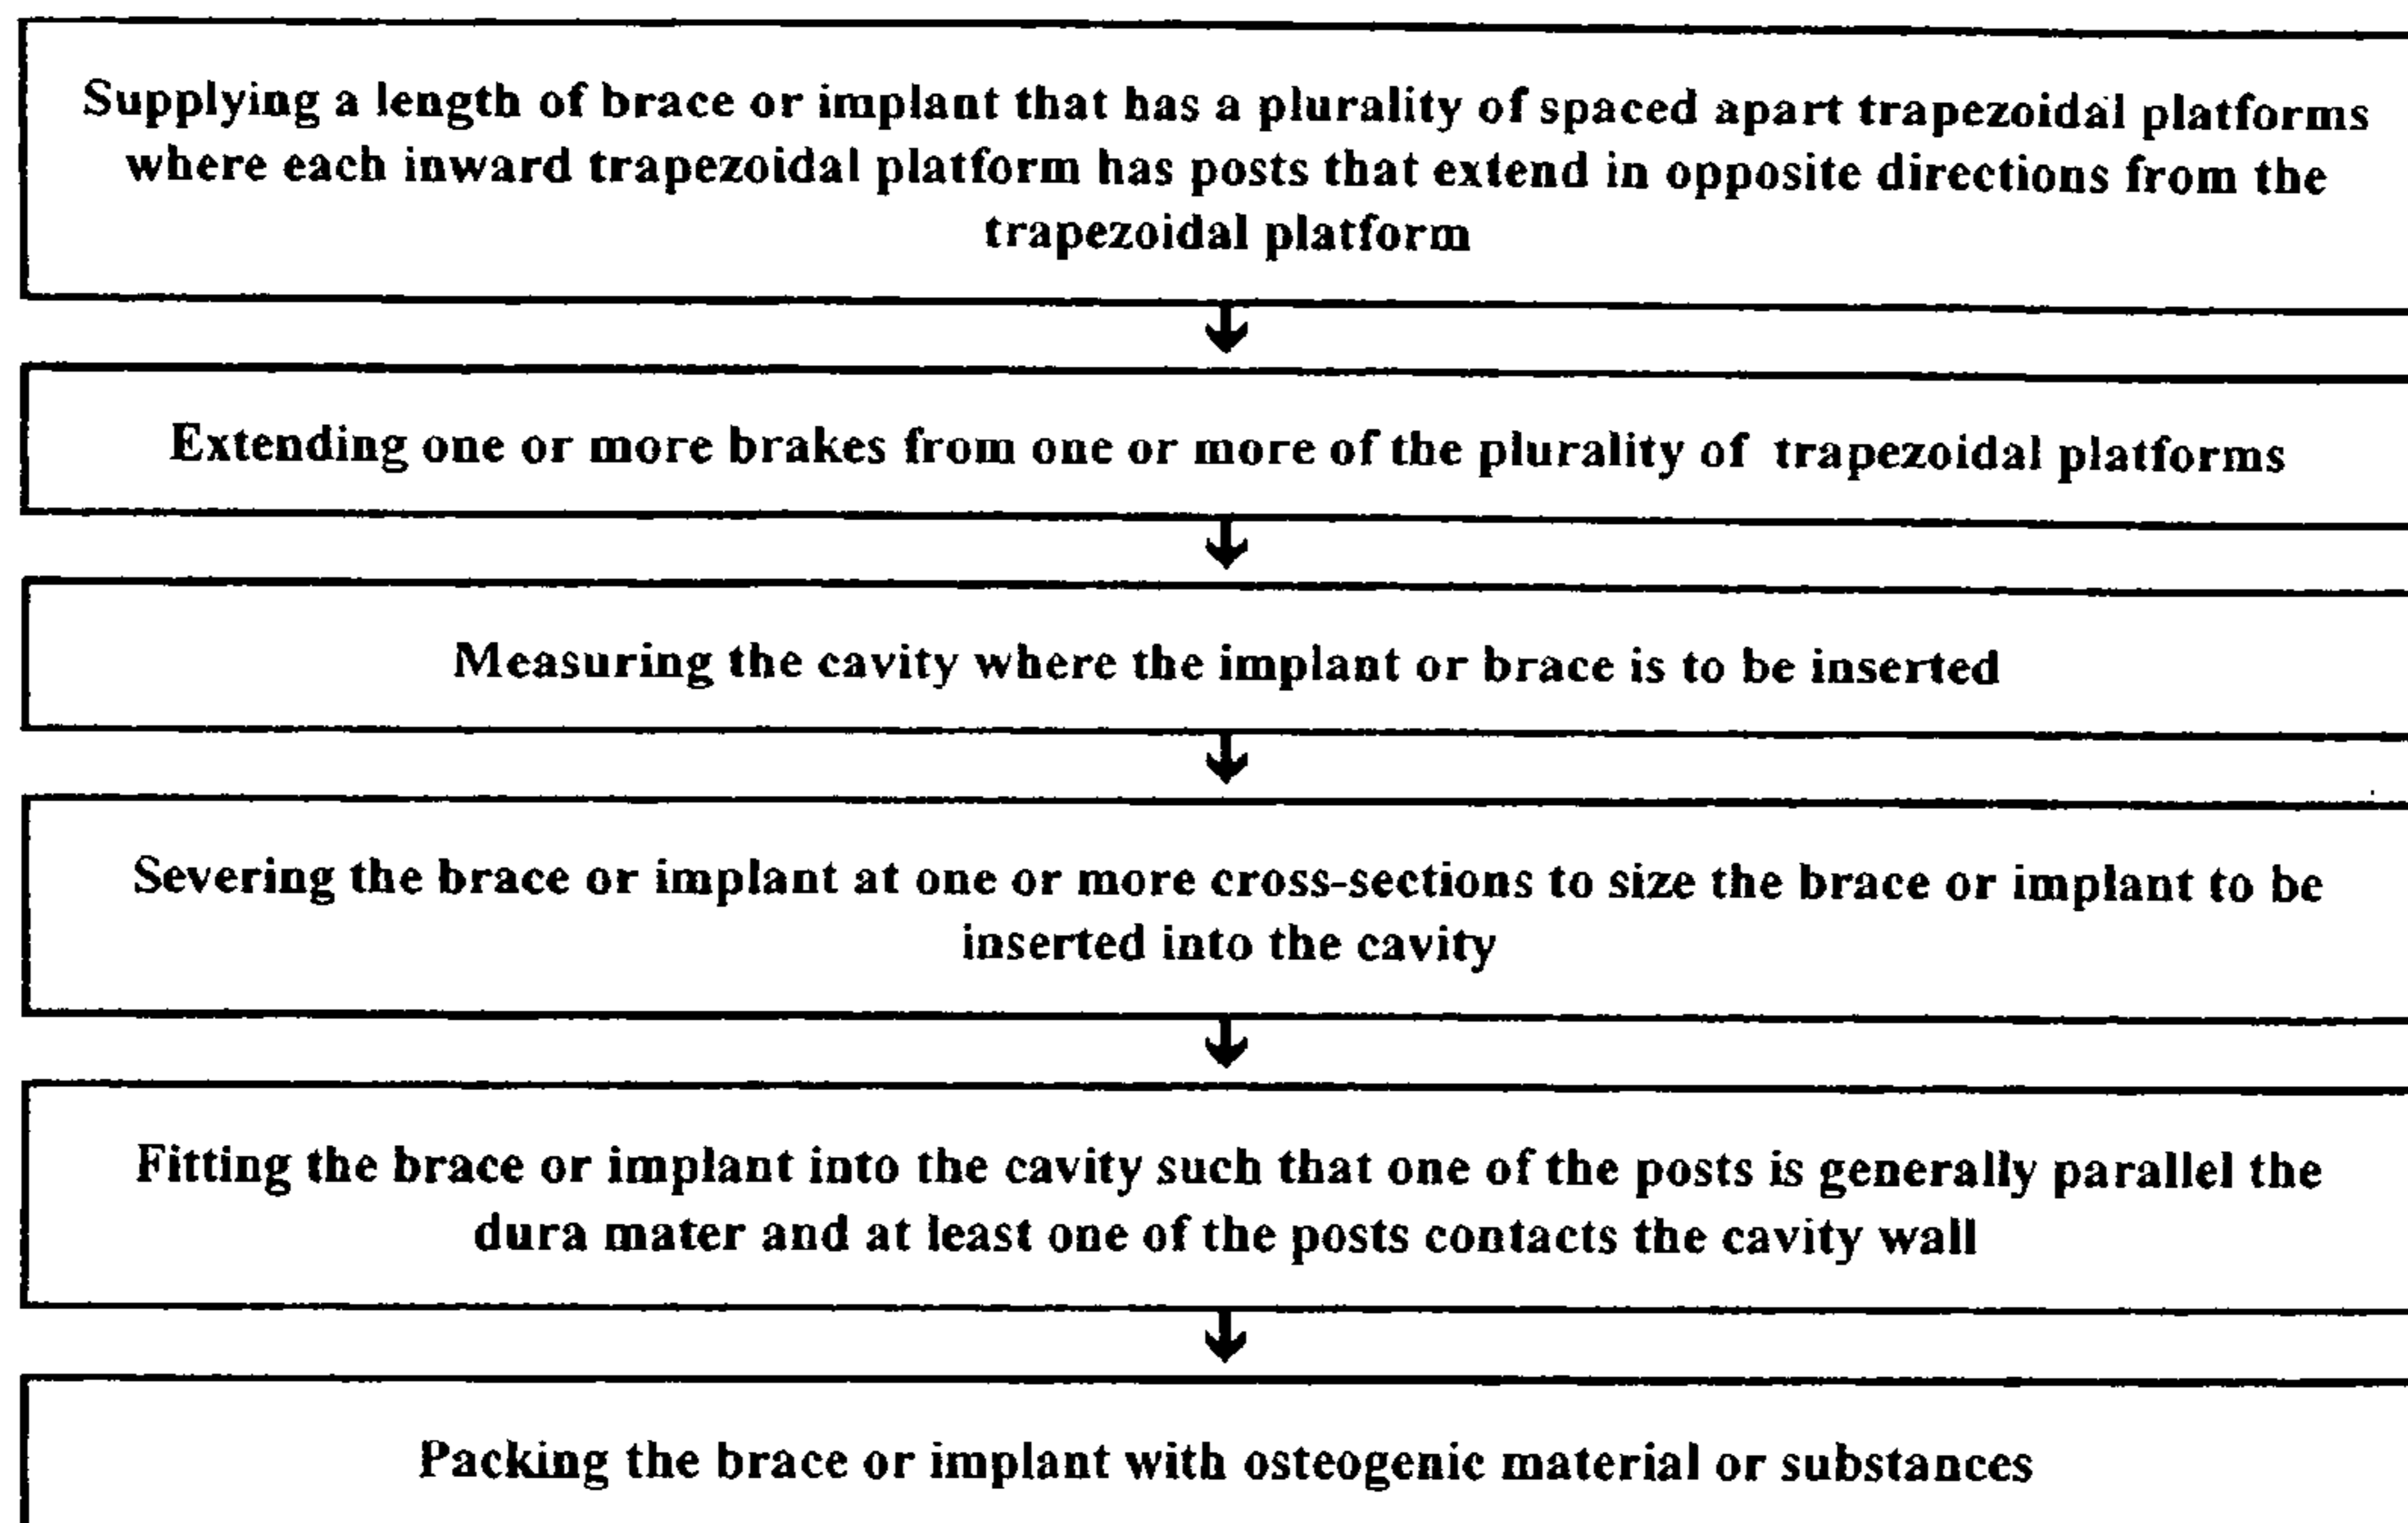 Supplying a length of brace or implant that has a plurality of spaced apart trapezoidal platforms
where each inward trapezoidal platform has posts that extend in opposite directions from the
trapezoidal platform
Extending one or more brakes from one or more of the plurality of trapezoidal platforms
Measuring the cavity where the implant or brace is to be inserted
Severing the brace or implant at one or more cross-sections to size the brace or implant to be
inserted into the cavity
Fitting the brace or implant into the cavity such that one of the posts is generally parallel the
dura mater and at least one of the posts contacts the cavity wall
Packing the brace or implant with osteogenic material or substances